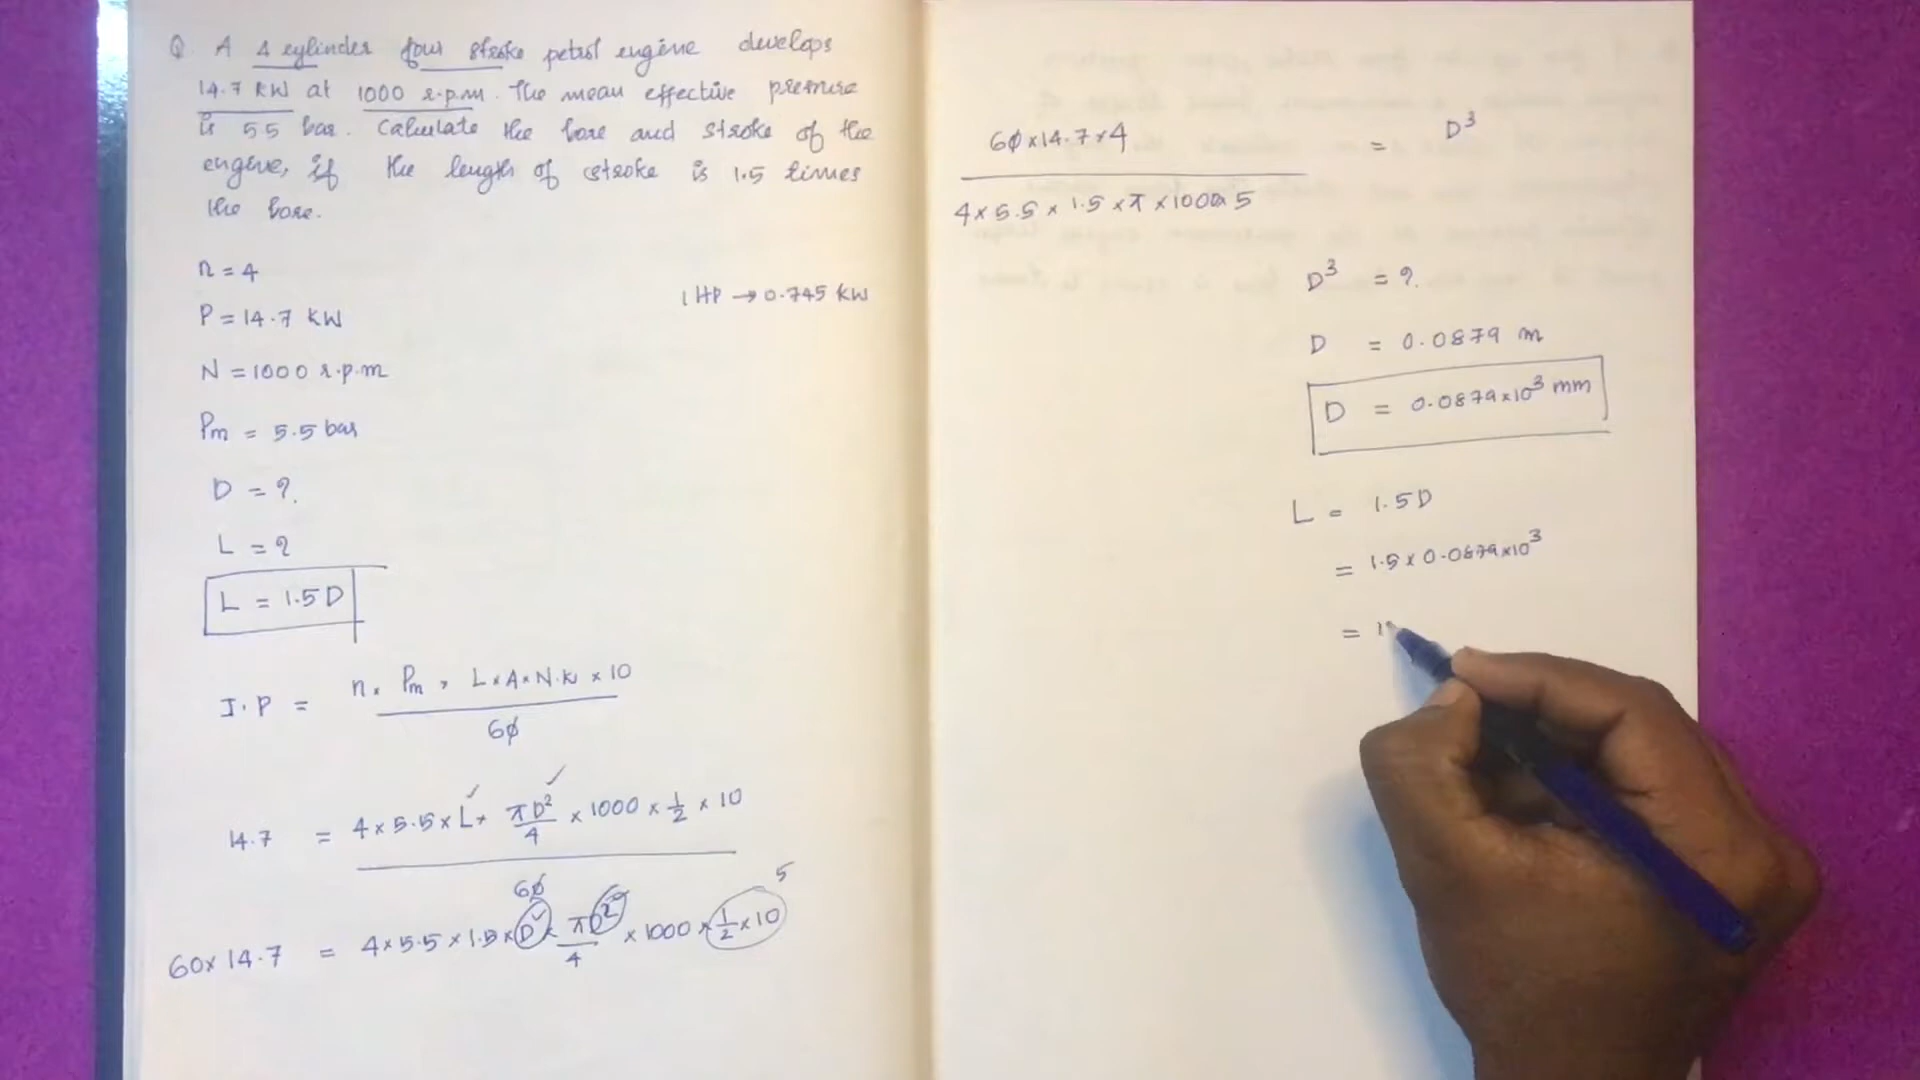 Q. A 4 cylinder four stroke petrol engine develops
14.7 KW at 1000 r.p.m. The mean effective pressure
is 5.5 bar. Calculate the bore and stroke of the
engine, if the length of stroke is 1.5 times
the bore.
n = 4
1 HP → 0.745 KW
P = 14.7 KW
N = 1000 r.p.m
Pm = 5.5 bar
D = ?.
L = ?
L = 1.5 D
I.P = n × Pm × L × A × N.K × 10
60
14.7 = 4 × 5.5 × L × πD²/4 × 1000 × 1/2 × 10
60
5
60 × 14.7 = 4 × 5.5 × 1.5 × D × πD²/4 × 1000 × 1/2 × 10
60 × 14.7 × 4 = D³
4 × 5.5 × 1.5 × π × 1000 × 5
D³ = ?.
D = 0.0879 m
D = 0.0879 × 10³ mm
L = 1.5 D
= 1.5 × 0.0879 × 10³
= 1